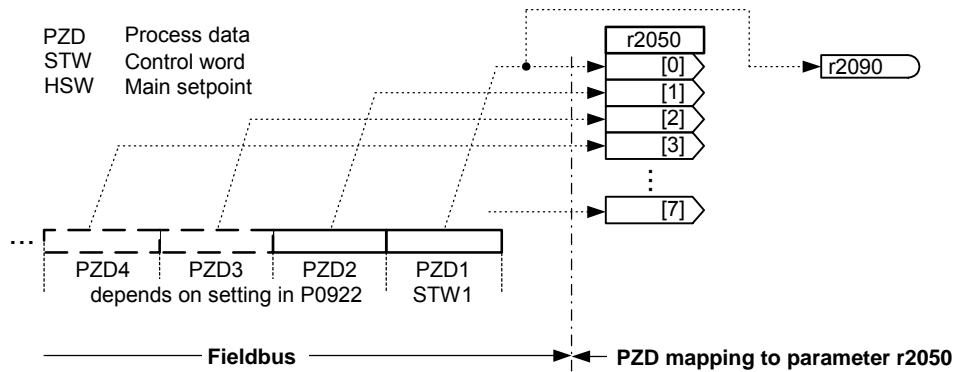 PZD Process data
STW Control word
HSW Main setpoint
r2050
[0]
r2090
[1]
[2]
[3]
⋮
[7]
...
PZD4 PZD3 PZD2 PZD1
depends on setting in P0922 STW1
Fieldbus PZD mapping to parameter r2050